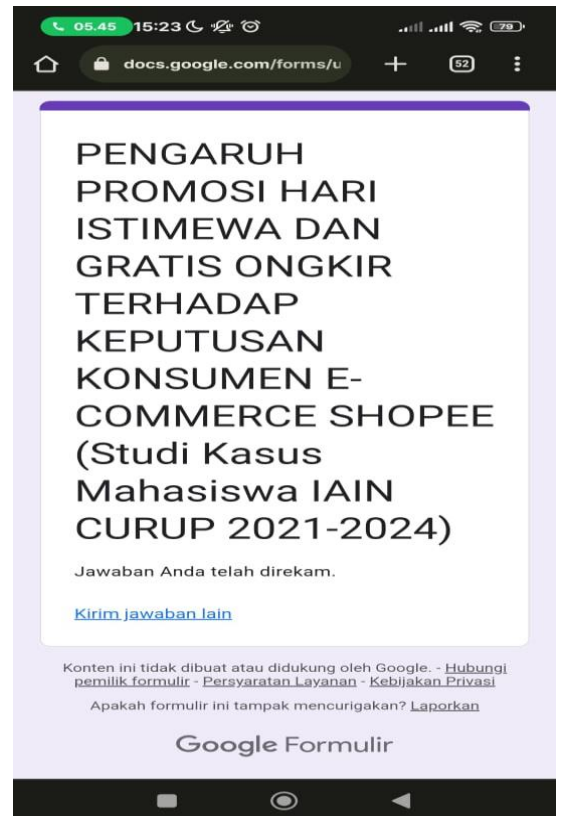 05.45 15:23 79
docs.google.com/forms/u 52
PENGARUH
PROMOSI HARI
ISTIMEWA DAN
GRATIS ONGKIR
TERHADAP
KEPUTUSAN
KONSUMEN E-
COMMERCE SHOPEE
(Studi Kasus
Mahasiswa IAIN
CURUP 2021-2024)
Jawaban Anda telah direkam.
Kirim jawaban lain
Konten ini tidak dibuat atau didukung oleh Google. - Hubungi
pemilik formulir - Persyaratan Layanan - Kebijakan Privasi
Apakah formulir ini tampak mencurigakan? Laporkan
Google Formulir